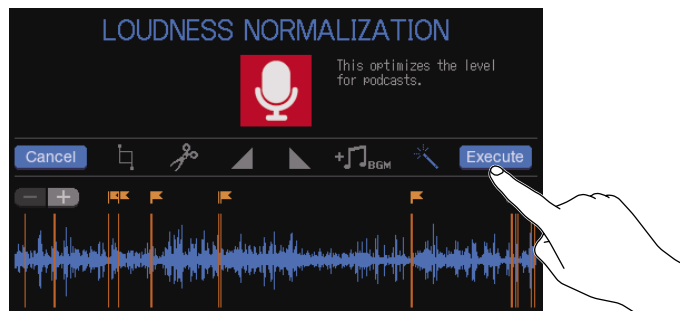 LOUDNESS NORMALIZATION
This optimizes the level
for podcasts.
Cancel
+
BGM
Execute
− +